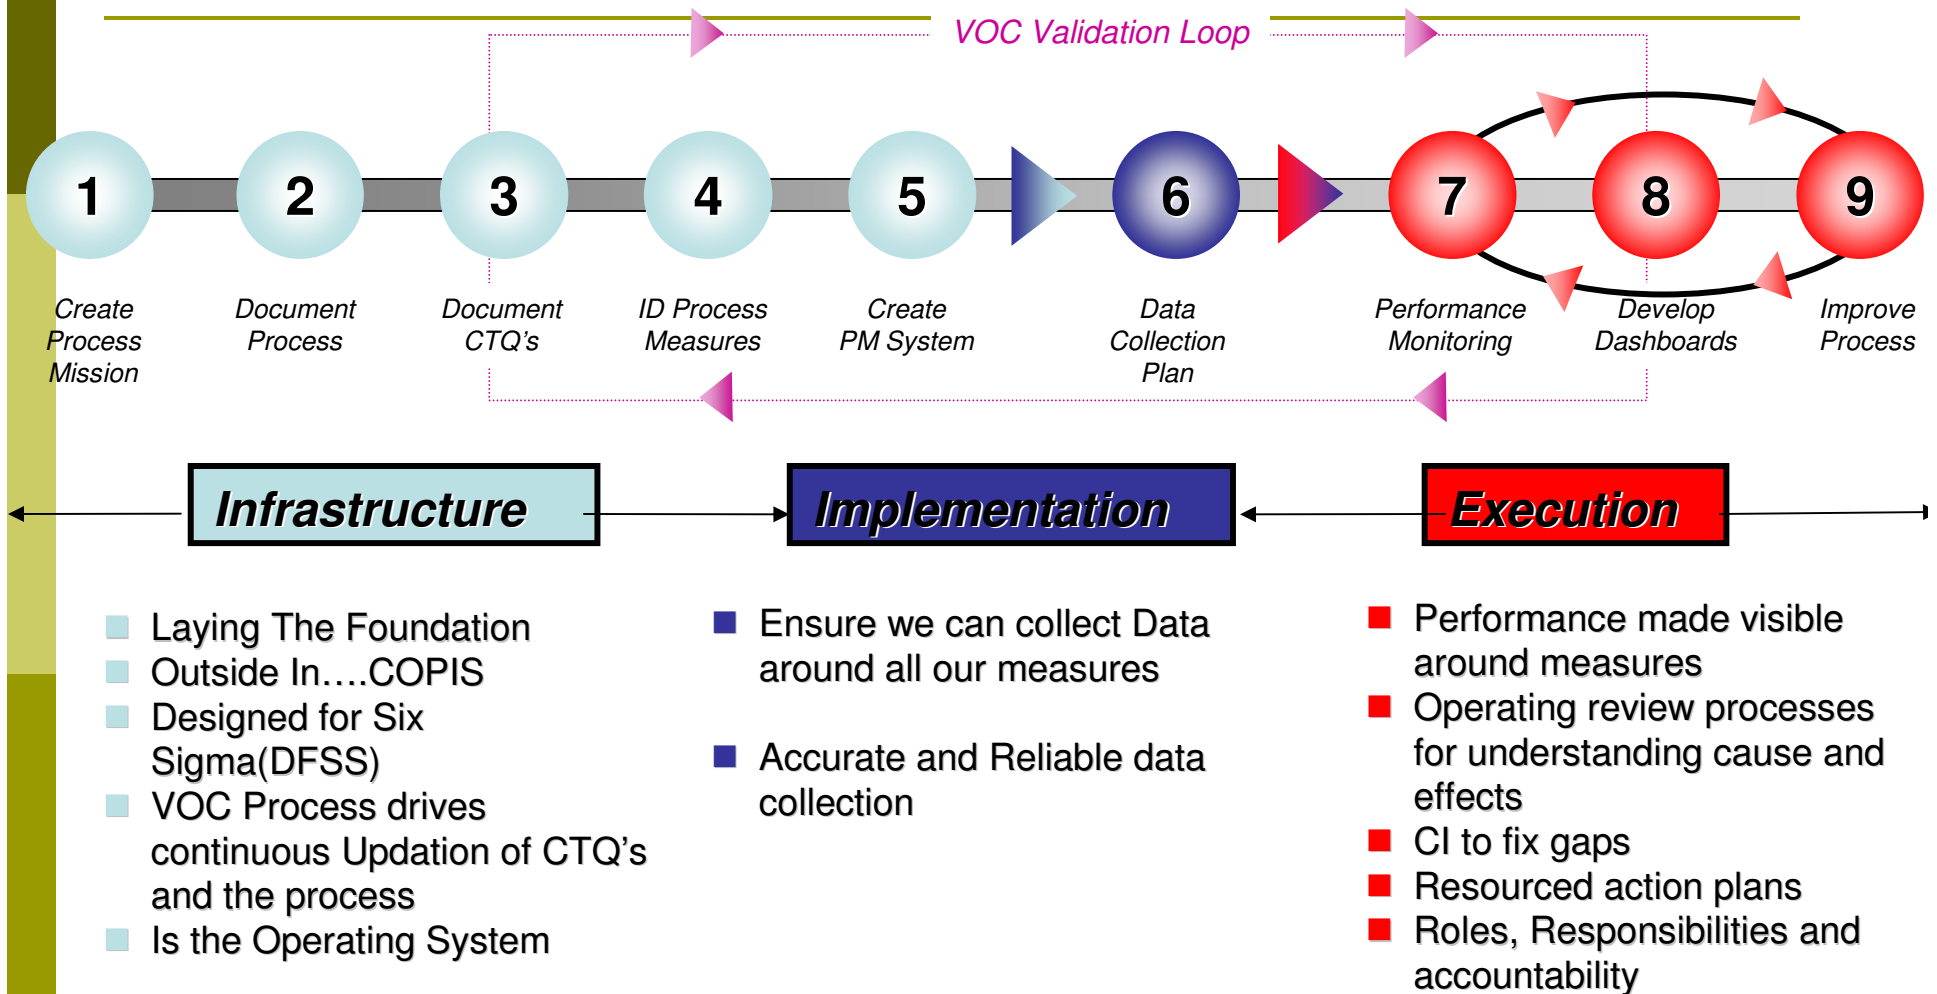 VOC Validation Loop
1
2
3
4
5
6
7
8
9
Create
Process
Mission
Document
Process
Document
CTQ's
ID Process
Measures
Create
PM System
Data
Collection
Plan
Performance
Monitoring
Develop
Dashboards
Improve
Process
Infrastructure
Implementation
Execution
Laying The Foundation
Outside In....COPIS
Designed for Six
Sigma(DFSS)
VOC Process drives
continuous Updation of CTQ's
and the process
Is the Operating System
Ensure we can collect Data
around all our measures
Accurate and Reliable data
collection
Performance made visible
around measures
Operating review processes
for understanding cause and
effects
CI to fix gaps
Resourced action plans
Roles, Responsibilities and
accountability